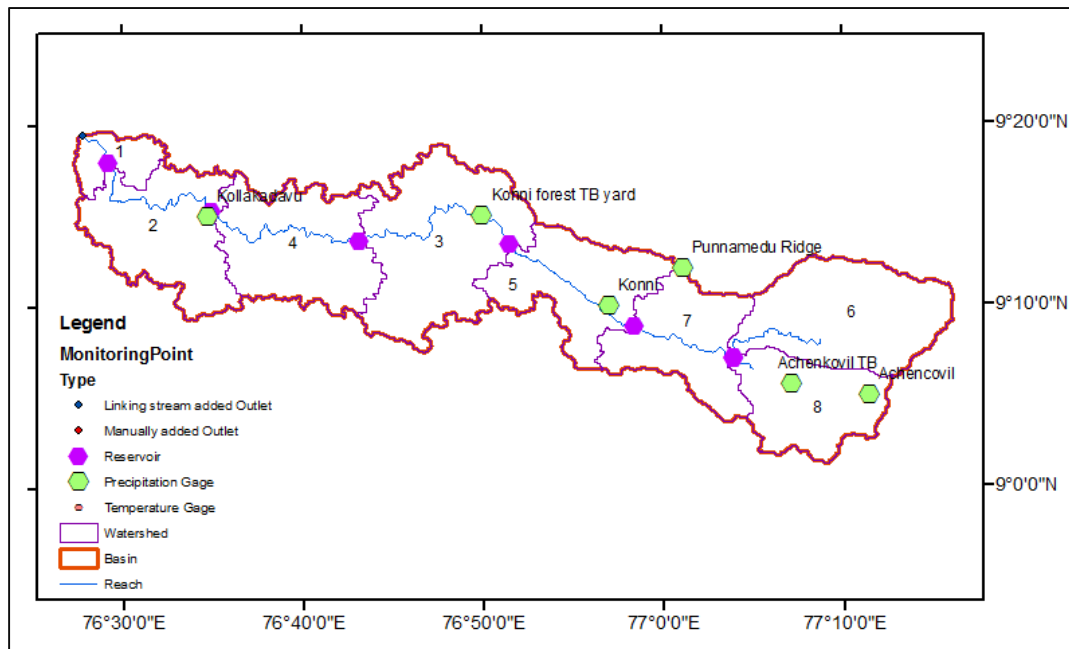 9°20'0"N
1
Kollakadavu
Konni forest TB yard
2
4
3
Punnamedu Ridge
5
Konni
7
6
9°10'0"N
Achenkovil TB
Achencovil
8
9°0'0"N
Legend
MonitoringPoint
Type
Linking stream added Outlet
Manually added Outlet
Reservoir
Precipitation Gage
Temperature Gage
Watershed
Basin
Reach
76°30'0"E
76°40'0"E
76°50'0"E
77°0'0"E
77°10'0"E